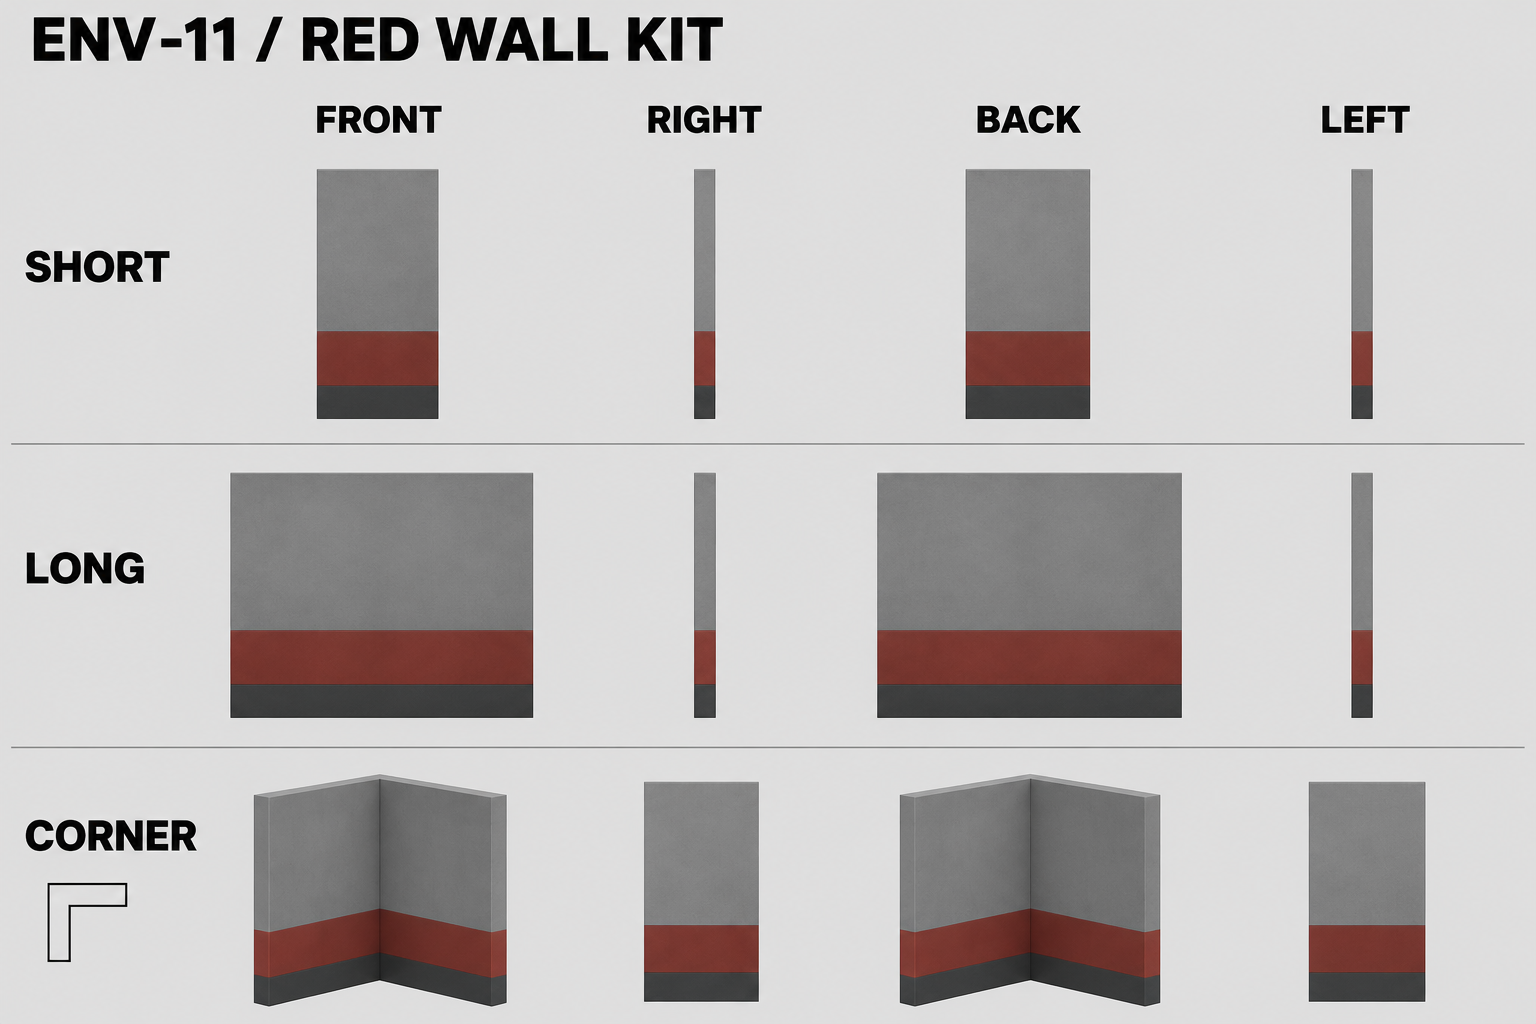 ENV-11 / RED WALL KIT
FRONT RIGHT BACK LEFT
SHORT
LONG
CORNER